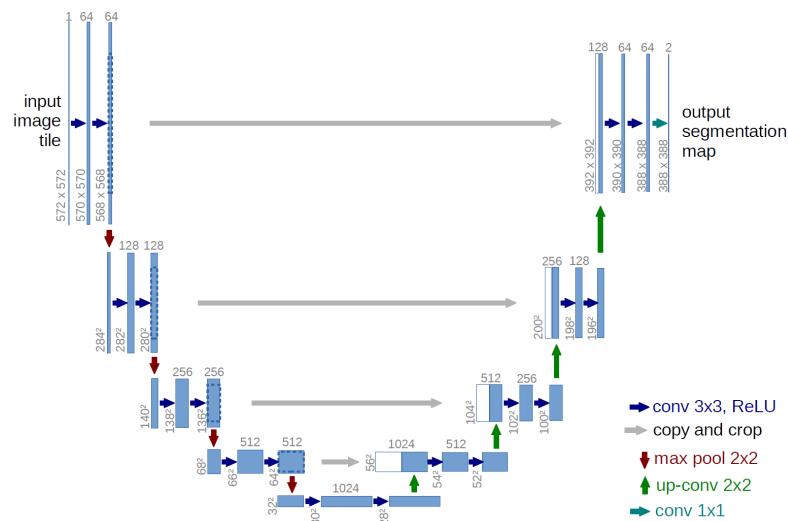 1
64
64
input
image
tile
572 x 572
570 x 570
568 x 568
128
64
64
2
output
segmentation
map
392 x 392
390 x 390
388 x 388
388 x 388
128
128
284²
282²
280²
256
128
200²
198²
196²
256
256
140²
138²
136²
512
256
104²
102²
100²
512
512
68²
66²
64²
1024
512
56²
54²
52²
1024
32²
conv 3x3, ReLU
copy and crop
max pool 2x2
up-conv 2x2
conv 1x1